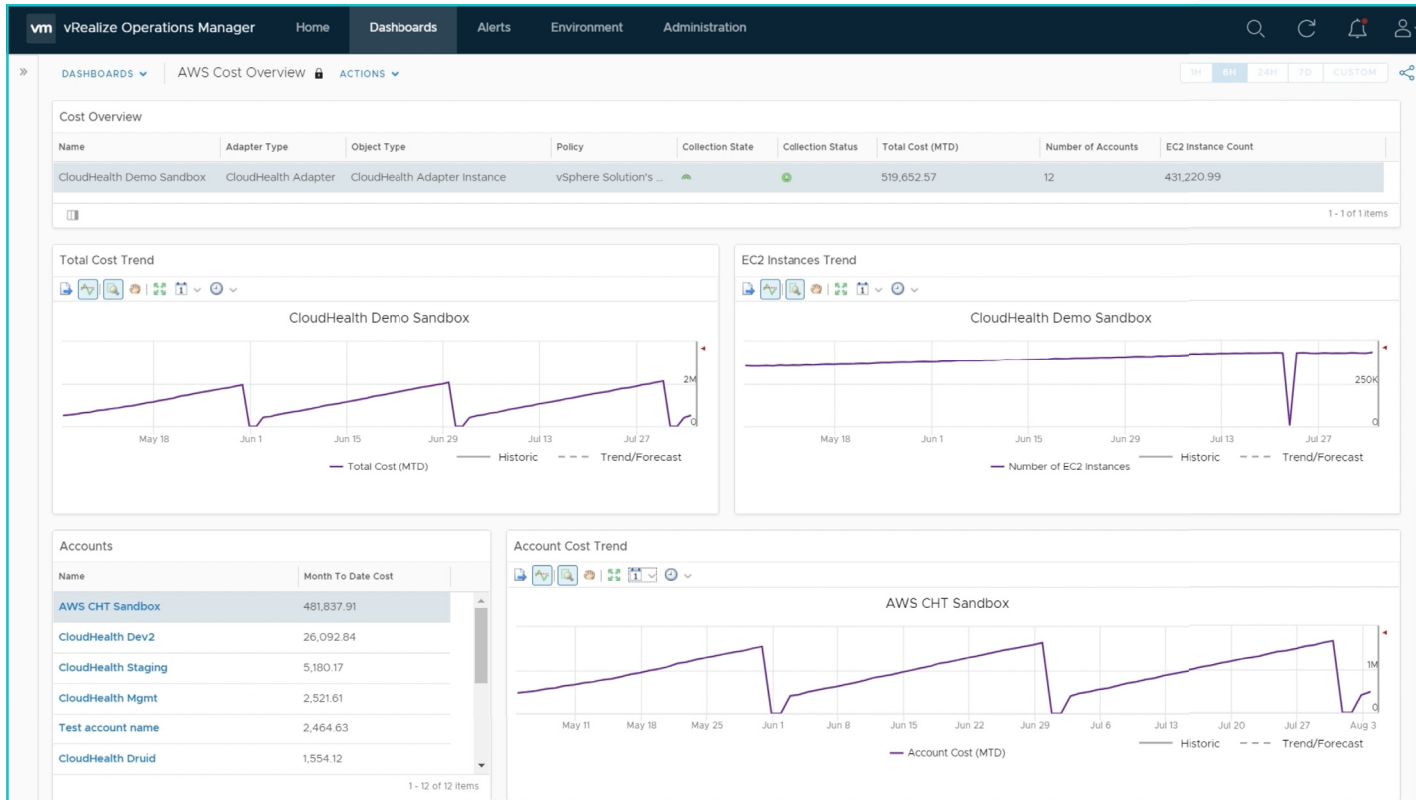 vm vRealize Operations Manager Home Dashboards Alerts Environment Administration
DASHBOARDS AWS Cost Overview ACTIONS 1H 6H 24H 7D CUSTOM
Cost Overview
Name Adapter Type Object Type Policy Collection State Collection Status Total Cost (MTD) Number of Accounts EC2 Instance Count
CloudHealth Demo Sandbox CloudHealth Adapter CloudHealth Adapter Instance vSphere Solution's ... 519,652.57 12 431,220.99
1 - 1 of 1 items
Total Cost Trend
1
CloudHealth Demo Sandbox
2M
0
May 18 Jun 1 Jun 15 Jun 29 Jul 13 Jul 27
Total Cost (MTD) Historic Trend/Forecast
EC2 Instances Trend
1
CloudHealth Demo Sandbox
250K
0
May 18 Jun 1 Jun 15 Jun 29 Jul 13 Jul 27
Number of EC2 Instances Historic Trend/Forecast
Accounts
Name Month To Date Cost
AWS CHT Sandbox 481,837.91
CloudHealth Dev2 26,092.84
CloudHealth Staging 5,180.17
CloudHealth Mgmt 2,521.61
Test account name 2,464.63
CloudHealth Druid 1,554.12
1 - 12 of 12 items
Account Cost Trend
1
AWS CHT Sandbox
1M
0
May 11 May 18 May 25 Jun 1 Jun 8 Jun 15 Jun 22 Jun 29 Jul 6 Jul 13 Jul 20 Jul 27 Aug 3
Account Cost (MTD) Historic Trend/Forecast